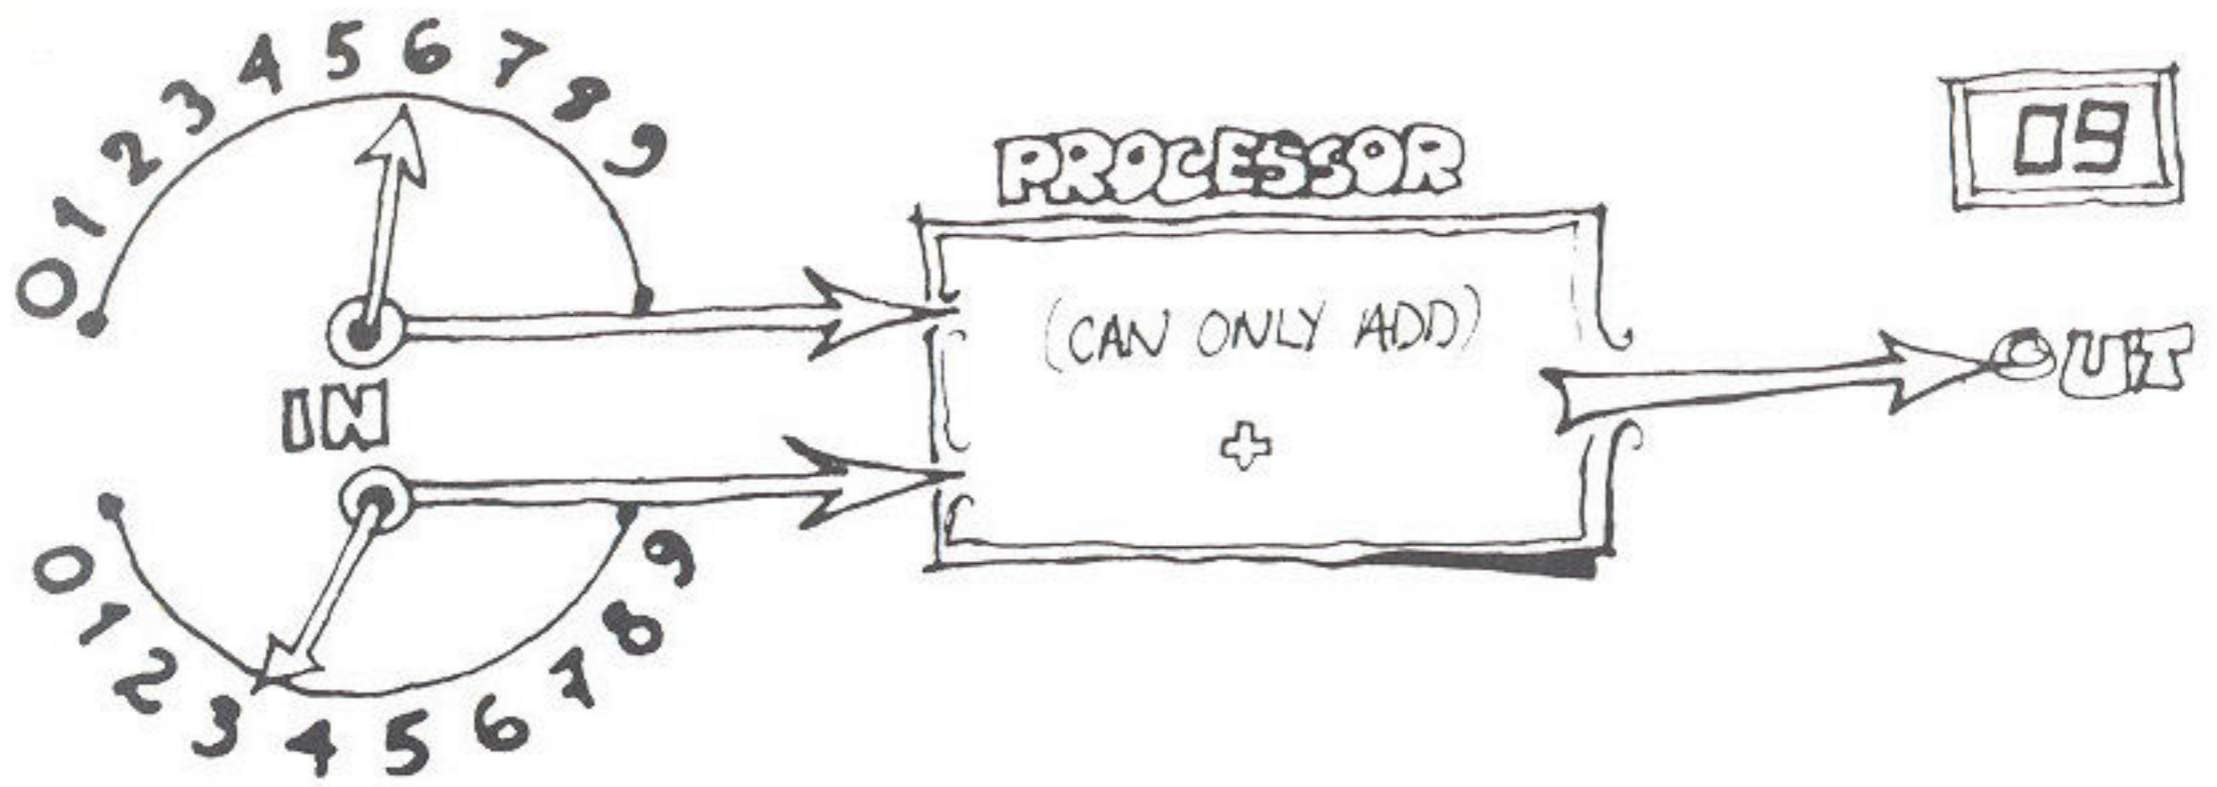 0 1 2 3 4 5 6 7 8 9
IN
0 1 2 3 4 5 6 7 8 9
PROCESSOR
(CAN ONLY ADD)
+
09
OUT